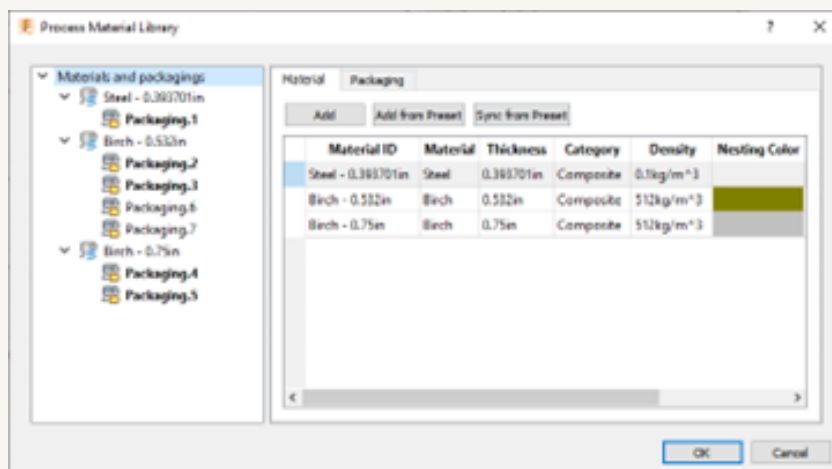 Process Material Library
Materials and packagings
Steel - 0.393701in
Packaging.1
Birch - 0.532in
Packaging.2
Packaging.3
Packaging.6
Packaging.7
Birch - 0.75in
Packaging.4
Packaging.5
Material Packaging
Add Add from Preset Sync from Preset
Material ID Material Thickness Category Density Nesting Color
Steel - 0.393701in Steel 0.393701in Composite 0.1kg/m^3
Birch - 0.532in Birch 0.532in Composite 512kg/m^3
Birch - 0.75in Birch 0.75in Composite 512kg/m^3
OK Cancel